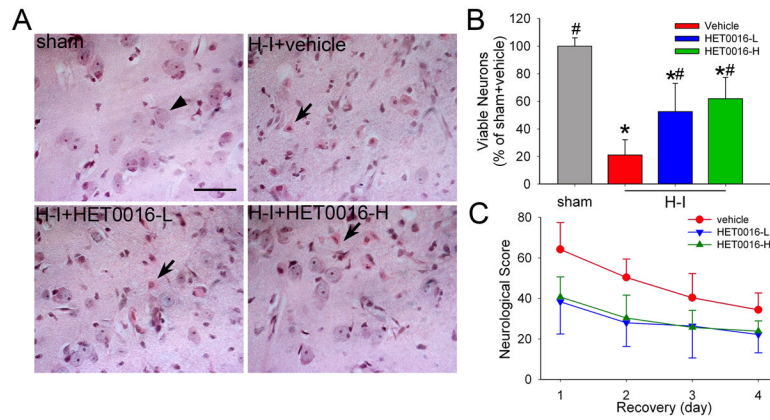 A
sham
H-I+vehicle
H-I+HET0016-L
H-I+HET0016-H
B
Viable Neurons
(% of sham+vehicle)
120
100
80
60
40
20
0
#
*
*#
*#
Vehicle
HET0016-L
HET0016-H
sham
H-I
C
Neurological Score
80
60
40
20
0
vehicle
HET0016-L
HET0016-H
1 2 3 4
Recovery (day)